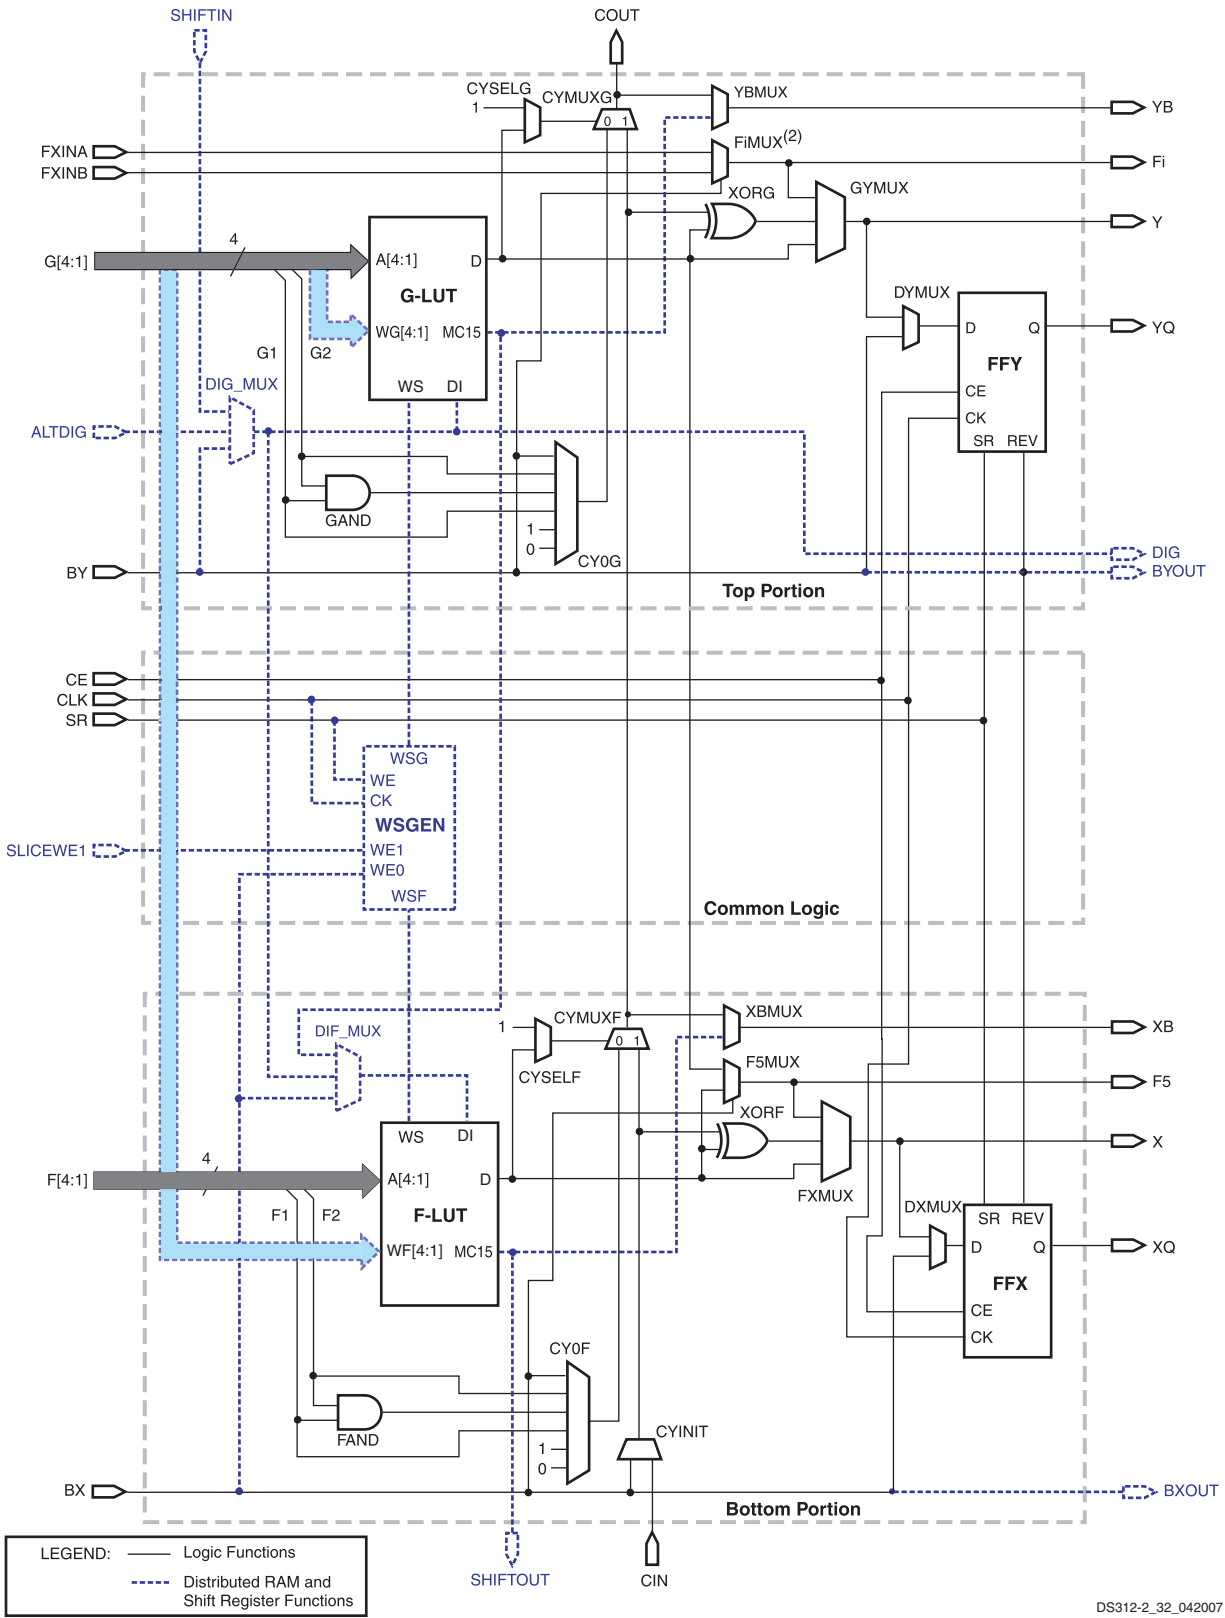 SHIFTIN
COUT
CYSELG
CYMUXG
YBMUX
1
0 1
YB
FiMUX(2)
FXINA
FXINB
Fi
XORG
GYMUX
Y
4
G[4:1]
A[4:1]
D
G-LUT
DYMUX
D
Q
YQ
WG[4:1]
MC15
G1
G2
FFY
DIG_MUX
WS
DI
CE
CK
ALTDIG
SR
REV
GAND
1
0
CY0G
DIG
BY
BYOUT
Top Portion
CE
CLK
SR
WSG
WE
CK
WSGEN
SLICEWE1
WE1
WE0
WSF
Common Logic
XBMUX
CYMUXF
1
DIF_MUX
XB
0 1
F5MUX
CYSELF
F5
XORF
WS
DI
X
4
F[4:1]
A[4:1]
D
FXMUX
F1
F2
F-LUT
DXMUX
SR
REV
WF[4:1]
MC15
D
Q
XQ
FFX
CE
CK
CY0F
FAND
CYINIT
1
0
BX
BXOUT
Bottom Portion
LEGEND:
Logic Functions
Distributed RAM and
Shift Register Functions
SHIFTOUT
CIN
DS312-2_32_042007